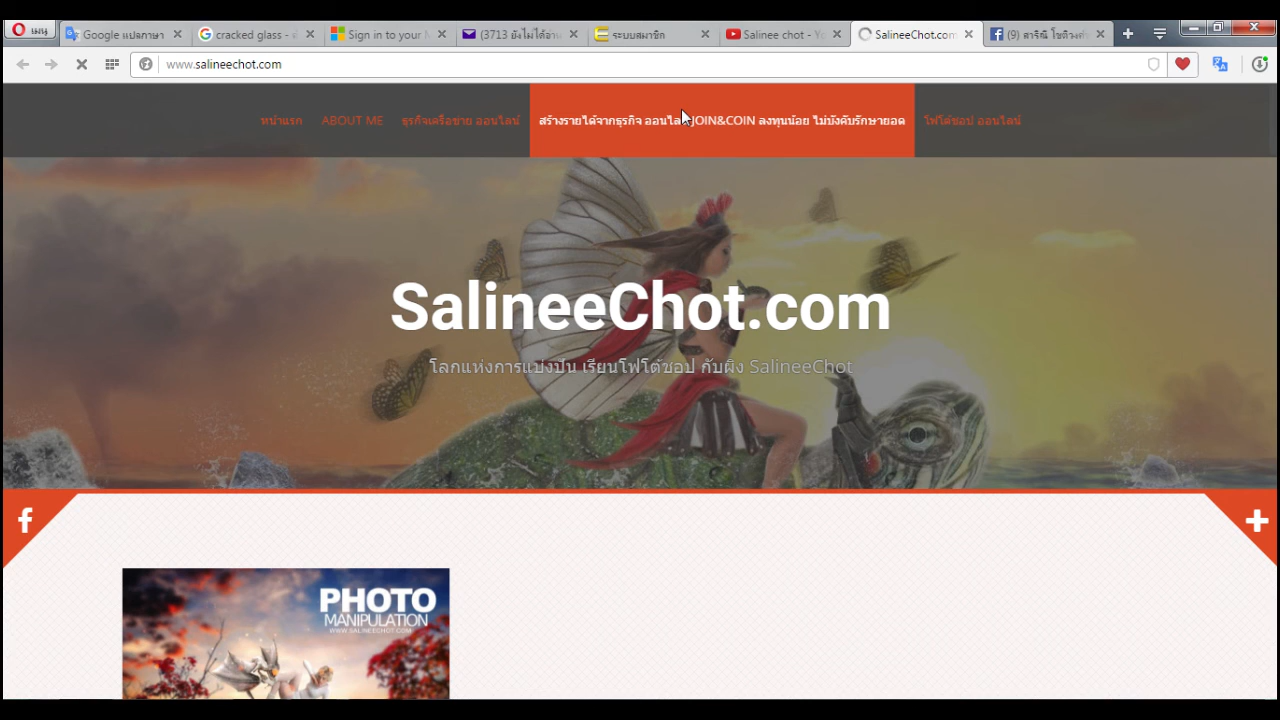 เมนู
Google แปลภาษา
cracked glass -
Sign in to your M
(3713 ยังไม่ได้อ่าน
ระบบสมาชิก
Salinee chot - Yo
SalineeChot.com
(9) สาริณี โชติวงศ์
www.salineechot.com
หน้าแรก
ABOUT ME
ธุรกิจเครือข่าย ออนไลน์
สร้างรายได้จากธุรกิจ ออนไลน์ JOIN&COIN ลงทุนน้อย ไม่บังคับรักษายอด
โฟโต้ชอป ออนไลน์
SalineeChot.com
โลกแห่งการแบ่งปัน เรียนโฟโต้ชอป กับผิง SalineeChot
PHOTO
MANIPULATION
WWW.SALINEECHOT.COM